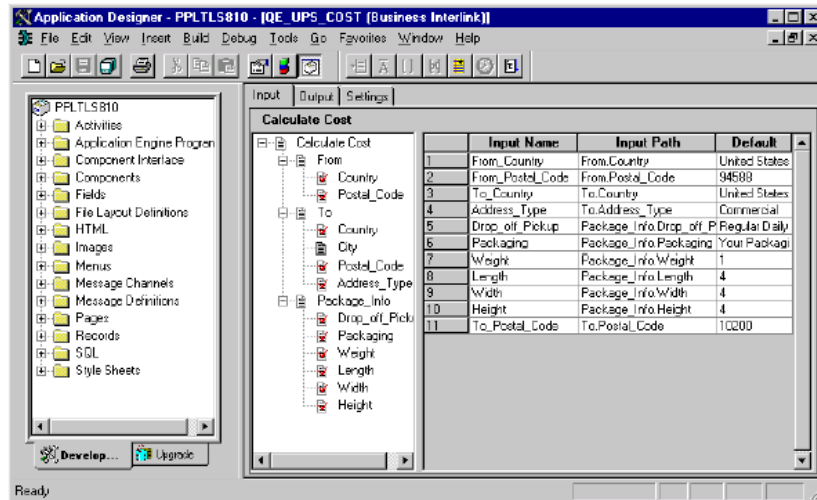 Application Designer - PPLTLS810 - [QE_UPS_COST (Business Interlink)]
File Edit View Insert Build Debug Tools Go Favorites Window Help
PPLTLS810
Activities
Application Engine Progran
Component Interface
Components
Fields
File Layout Definitions
HTML
Images
Menus
Message Channels
Message Definitions
Pages
Records
SQL
Style Sheets
Develop... Upgrade
Input Output Settings
Calculate Cost
Calculate Cost
From
Country
Postal_Code
To
Country
City
Postal_Code
Address_Type
Package_Info
Drop_off_Pick
Packaging
Weight
Length
Width
Height
Input Name Input Path Default
1 From_Country From.Country United States
2 From_Postal_Code From.Postal_Code 94588
3 To_Country To.Country United States
4 Address_Type To.Address_Type Commercial
5 Drop_off_Pickup Package_Info.Drop_off_P Regular Daily
6 Packaging Package_Info.Packaging Your Packagi
7 Weight Package_Info.Weight 1
8 Length Package_Info.Length 4
9 Width Package_Info.Width 4
10 Height Package_Info.Height 4
11 To_Postal_Code To.Postal_Code 10200
Ready